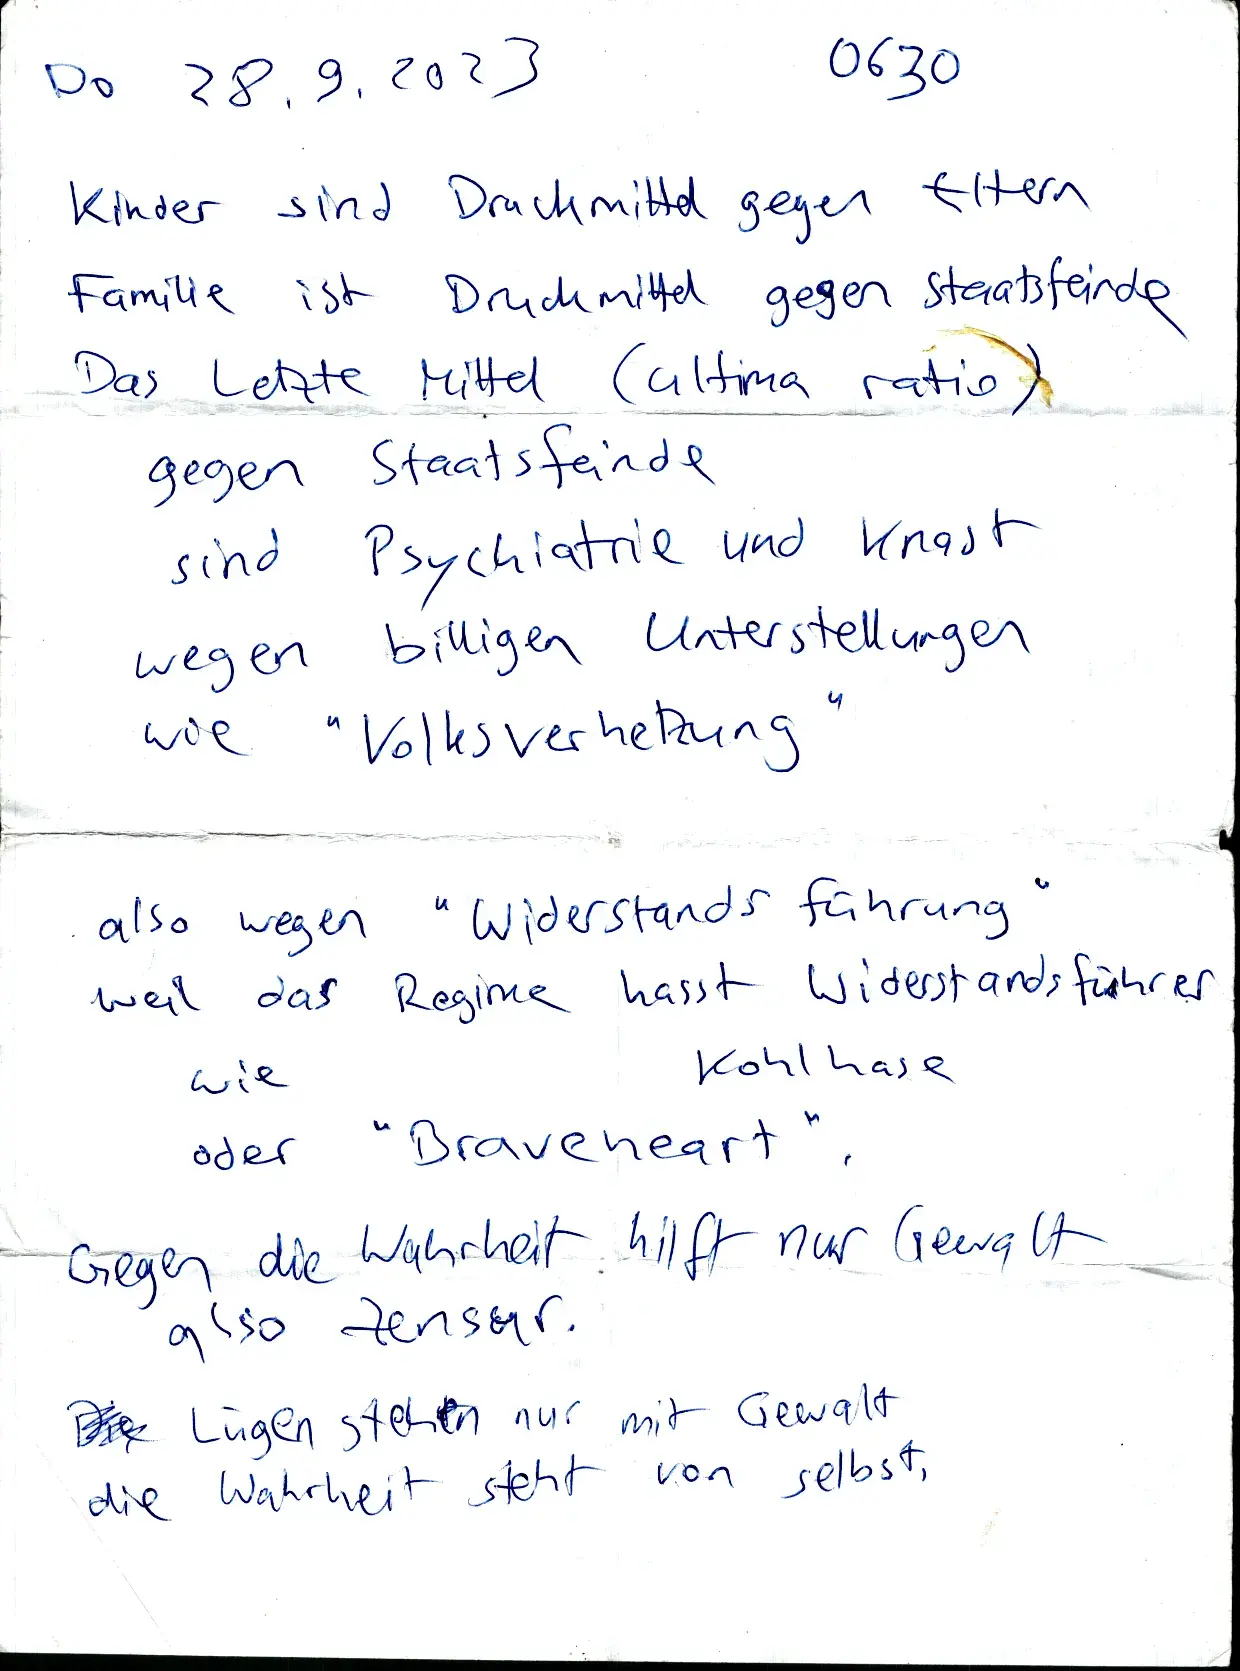 Do 28.9.2023 0630
Kinder sind Druckmittel gegen Eltern
Familie ist Druckmittel gegen Staatsfeinde
Das Letzte Mittel (ultima ratio)
gegen Staatsfeinde
sind Psychiatrie und Knast
wegen billigen Unterstellungen
wie "Volksverhetzung"
also wegen "Widerstandsführung"
weil das Regime hasst Widerstandsführer
wie Kohlhase
oder "Braveheart".
Gegen die Wahrheit hilft nur Gewalt
also Zensur.
Lügen stehen nur mit Gewalt
die Wahrheit steht von selbst.